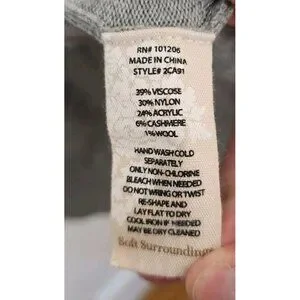 RN# 101206
MADE IN CHINA
STYLE# 2CA91
39% VISCOSE
30% NYLON
24% ACRYLIC
6% CASHMERE
1% WOOL
HAND WASH COLD
SEPARATELY
ONLY NON-CHLORINE
BLEACH WHEN NEEDED
DO NOT WRING OR TWIST
RE-SHAPE AND
LAY FLAT TO DRY
COOL IRON IF NEEDED
MAY BE DRY CLEANED
Soft Surroundings